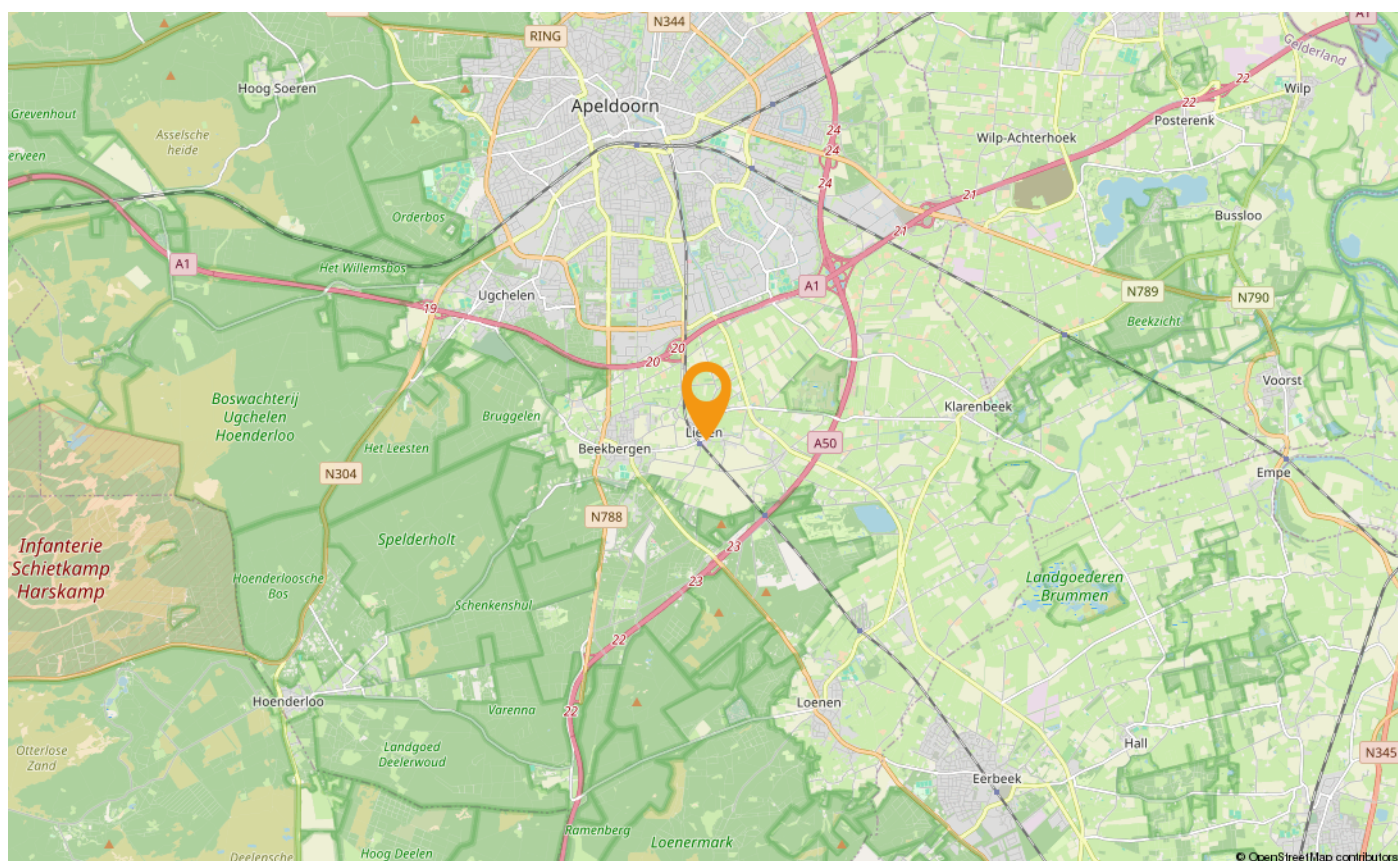 A1
N344
RING
Gelderland
22
Hoog Soeren
Wilp
22
Apeldoorn
Grevenhout
Posterenk
24
Asselsche
heide
Wilp-Achterhoek
24
24
21
Orderbos
Bussloo
21
A1
Het Willemsbos
A1
N789
N790
Ugchelen
19
Beekzicht
20
20
Voorst
Boswachterij
Ugchelen
Hoenderloo
Klarenbeek
Bruggelen
A50
Het Leesten
Beekbergen
N304
Empe
N788
Spelderholt
Infanterie
Schietkamp
Harskamp
23
Hoenderloosche
Bos
23
Landgoederen
Brummen
Schenkenshul
22
Hoenderloo
Loenen
Varenna
22
Hall
Landgoed
Deelerwoud
Otterlose
Zand
N345
Eerbeek
Ramenberg
Loenermark
Hoog Deelen
Deelensche
© OpenStreetMap contributors